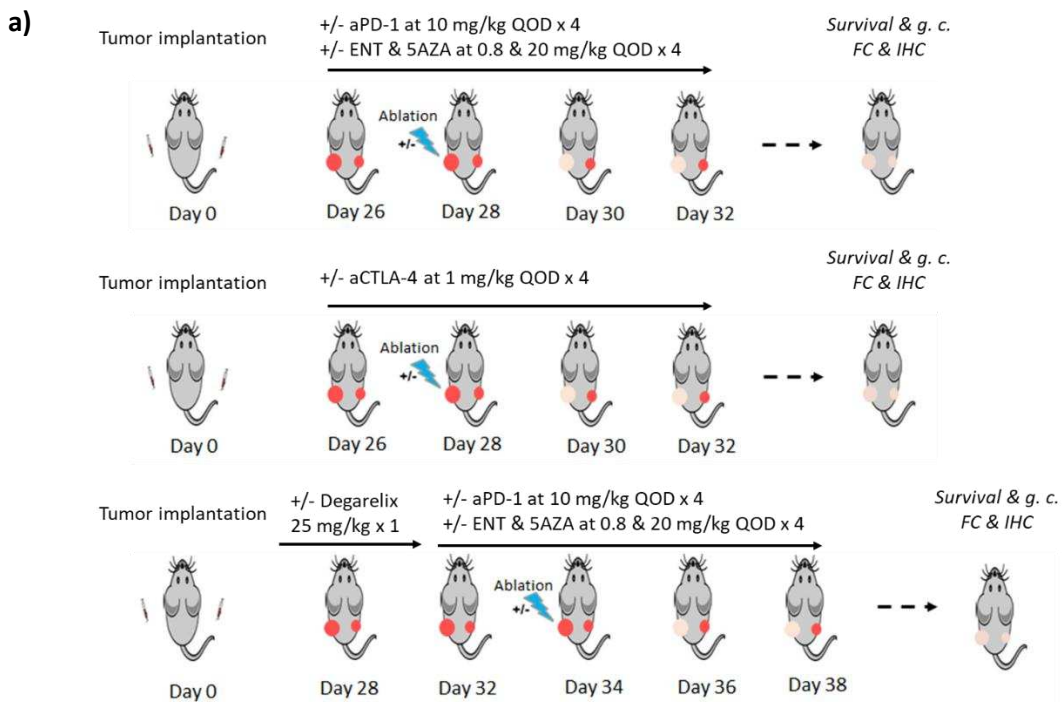 a)
Tumor implantation
+/- aPD-1 at 10 mg/kg QOD x 4
+/- ENT & 5AZA at 0.8 & 20 mg/kg QOD x 4
Survival & g. c.
FC & IHC
Ablation
+/-
Day 0
Day 26
Day 28
Day 30
Day 32
Tumor implantation
+/- aCTLA-4 at 1 mg/kg QOD x 4
Survival & g. c.
FC & IHC
Ablation
+/-
Day 0
Day 26
Day 28
Day 30
Day 32
Tumor implantation
+/- Degarelix
25 mg/kg x 1
+/- aPD-1 at 10 mg/kg QOD x 4
+/- ENT & 5AZA at 0.8 & 20 mg/kg QOD x 4
Survival & g. c.
FC & IHC
Ablation
+/-
Day 0
Day 28
Day 32
Day 34
Day 36
Day 38